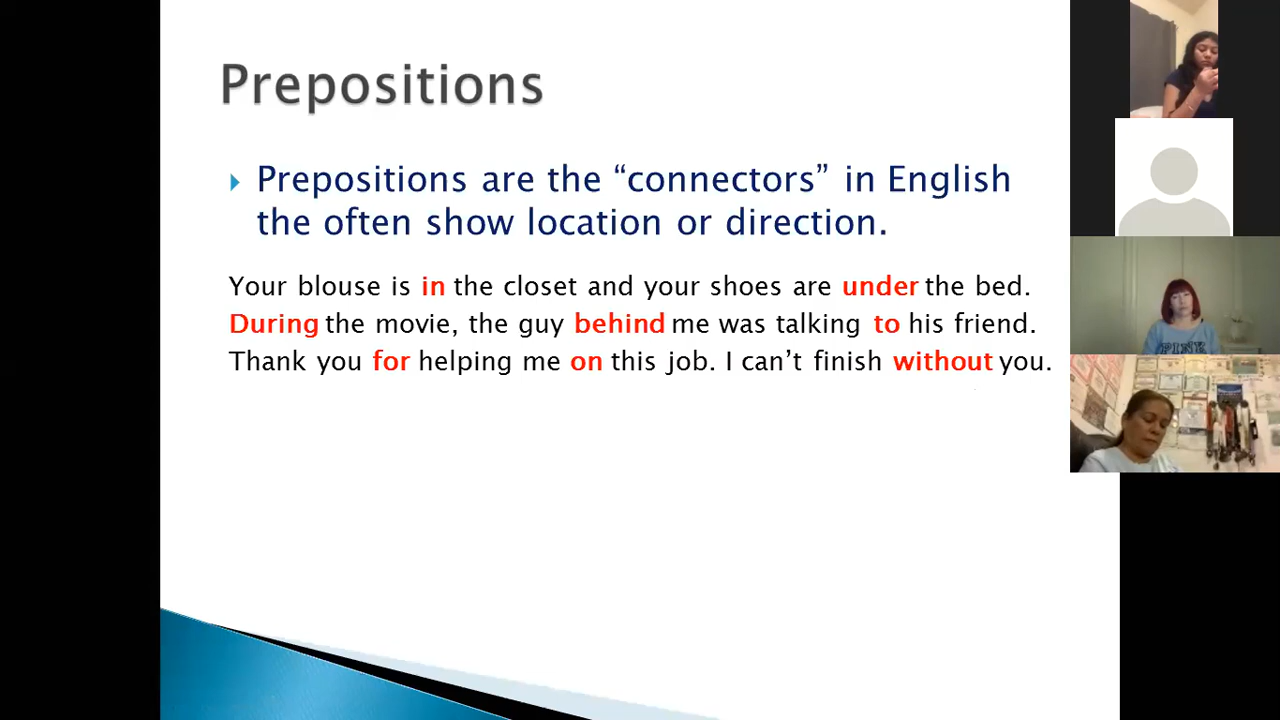 Prepositions
Prepositions are the “connectors” in English
the often show location or direction.
Your blouse is in the closet and your shoes are under the bed.
During the movie, the guy behind me was talking to his friend.
Thank you for helping me on this job. I can’t finish without you.
PINK